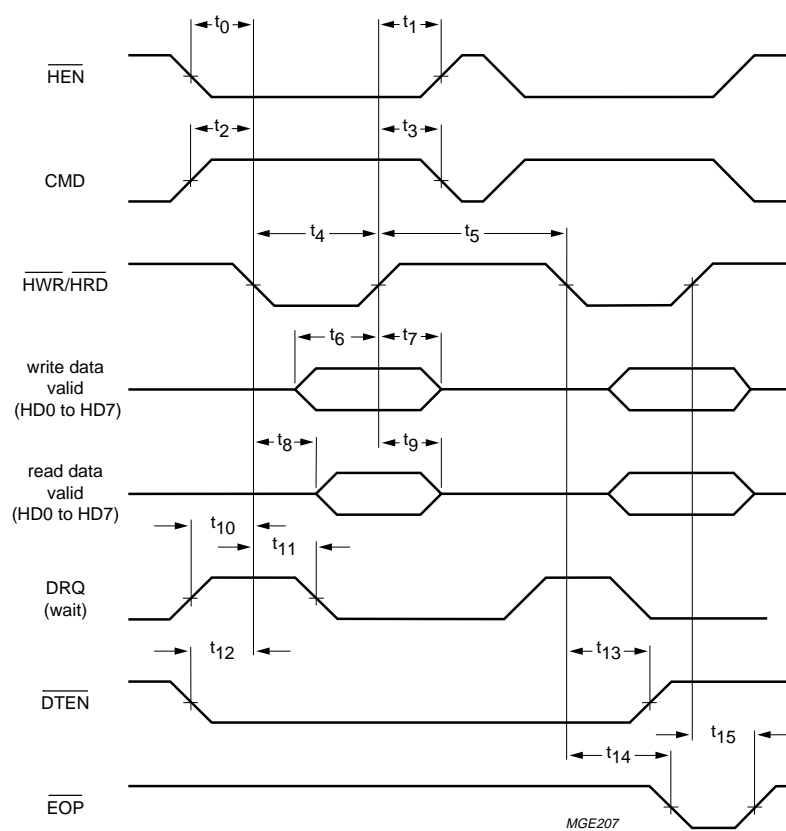 t0
t1
HEN
t2
t3
CMD
t4
t5
HWR/HRD
t6
t7
write data
valid
(HD0 to HD7)
t8
t9
read data
valid
(HD0 to HD7)
t10
t11
DRQ
(wait)
t12
t13
DTEN
t15
t14
EOP
MGE207